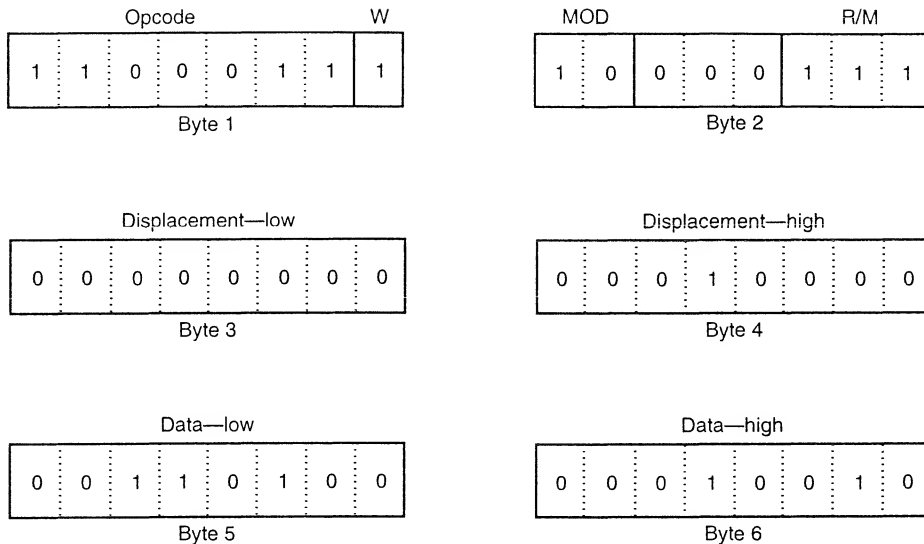 Opcode W MOD R/M
1 1 0 0 0 1 1 1 1 0 0 0 0 1 1 1
Byte 1 Byte 2
Displacement—low Displacement—high
0 0 0 0 0 0 0 0 0 0 0 1 0 0 0 0
Byte 3 Byte 4
Data—low Data—high
0 0 1 1 0 1 0 0 0 0 0 1 0 0 1 0
Byte 5 Byte 6